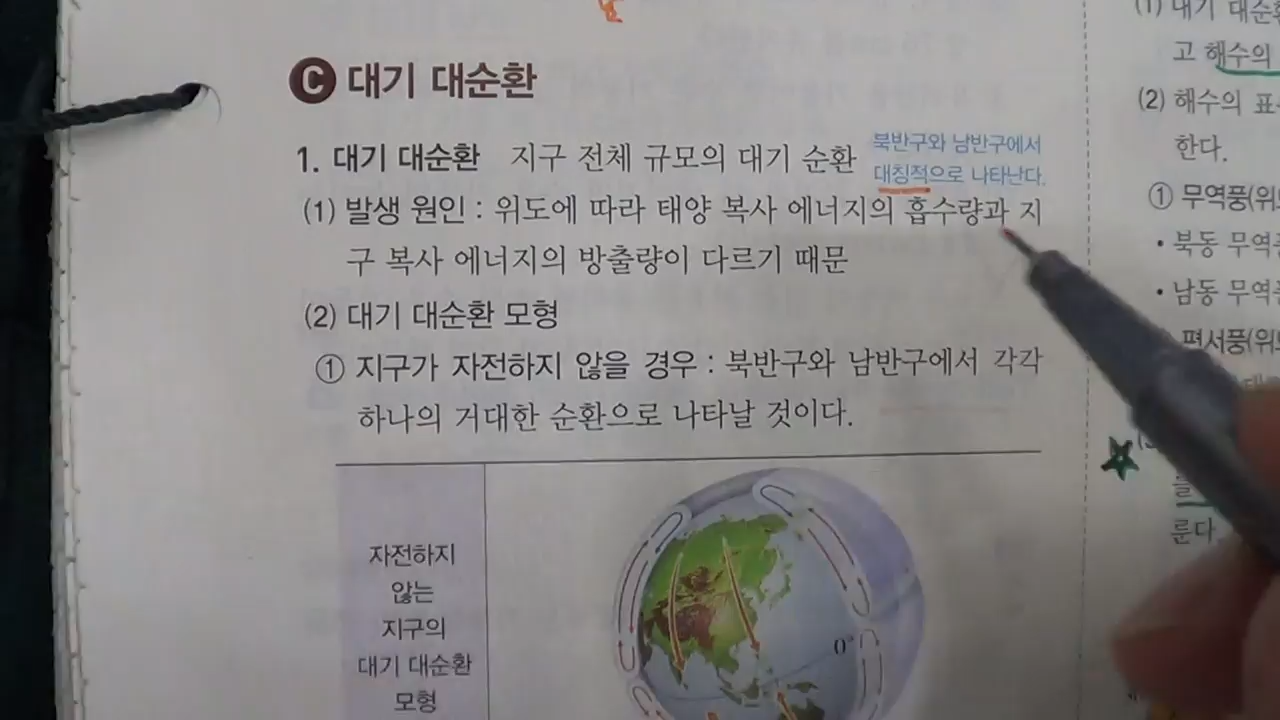 C 대기 대순환
1. 대기 대순환 지구 전체 규모의 대기 순환
북반구와 남반구에서
대칭적으로 나타난다.
(1) 발생 원인 : 위도에 따라 태양 복사 에너지의 흡수량과 지
구 복사 에너지의 방출량이 다르기 때문
(2) 대기 대순환 모형
① 지구가 자전하지 않을 경우 : 북반구와 남반구에서 각각
하나의 거대한 순환으로 나타날 것이다.
자전하지
않는
지구의
대기 대순환
모형
0°
(1) 대기 대순환
고 해수의
(2) 해수의 표
한다.
① 무역풍(위도
• 북동 무역풍
• 남동 무역풍
편서풍(위도
를
룬다.